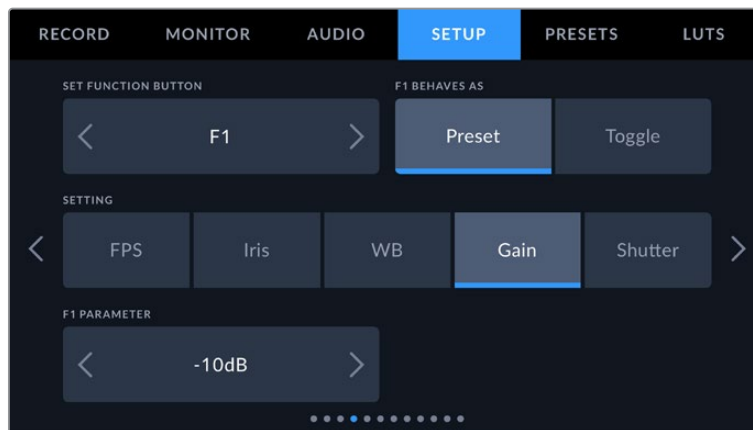 RECORD MONITOR AUDIO SETUP PRESETS LUTS
SET FUNCTION BUTTON F1 BEHAVES AS
F1 Preset Toggle
SETTING
FPS Iris WB Gain Shutter
F1 PARAMETER
-10dB